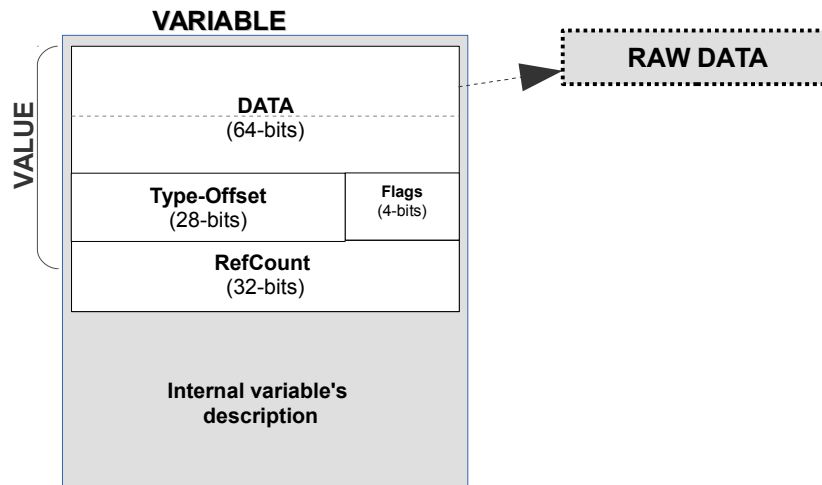 VARIABLE
RAW DATA
VALUE
DATA
(64-bits)
Type-Offset
(28-bits)
Flags
(4-bits)
RefCount
(32-bits)
Internal variable's
description